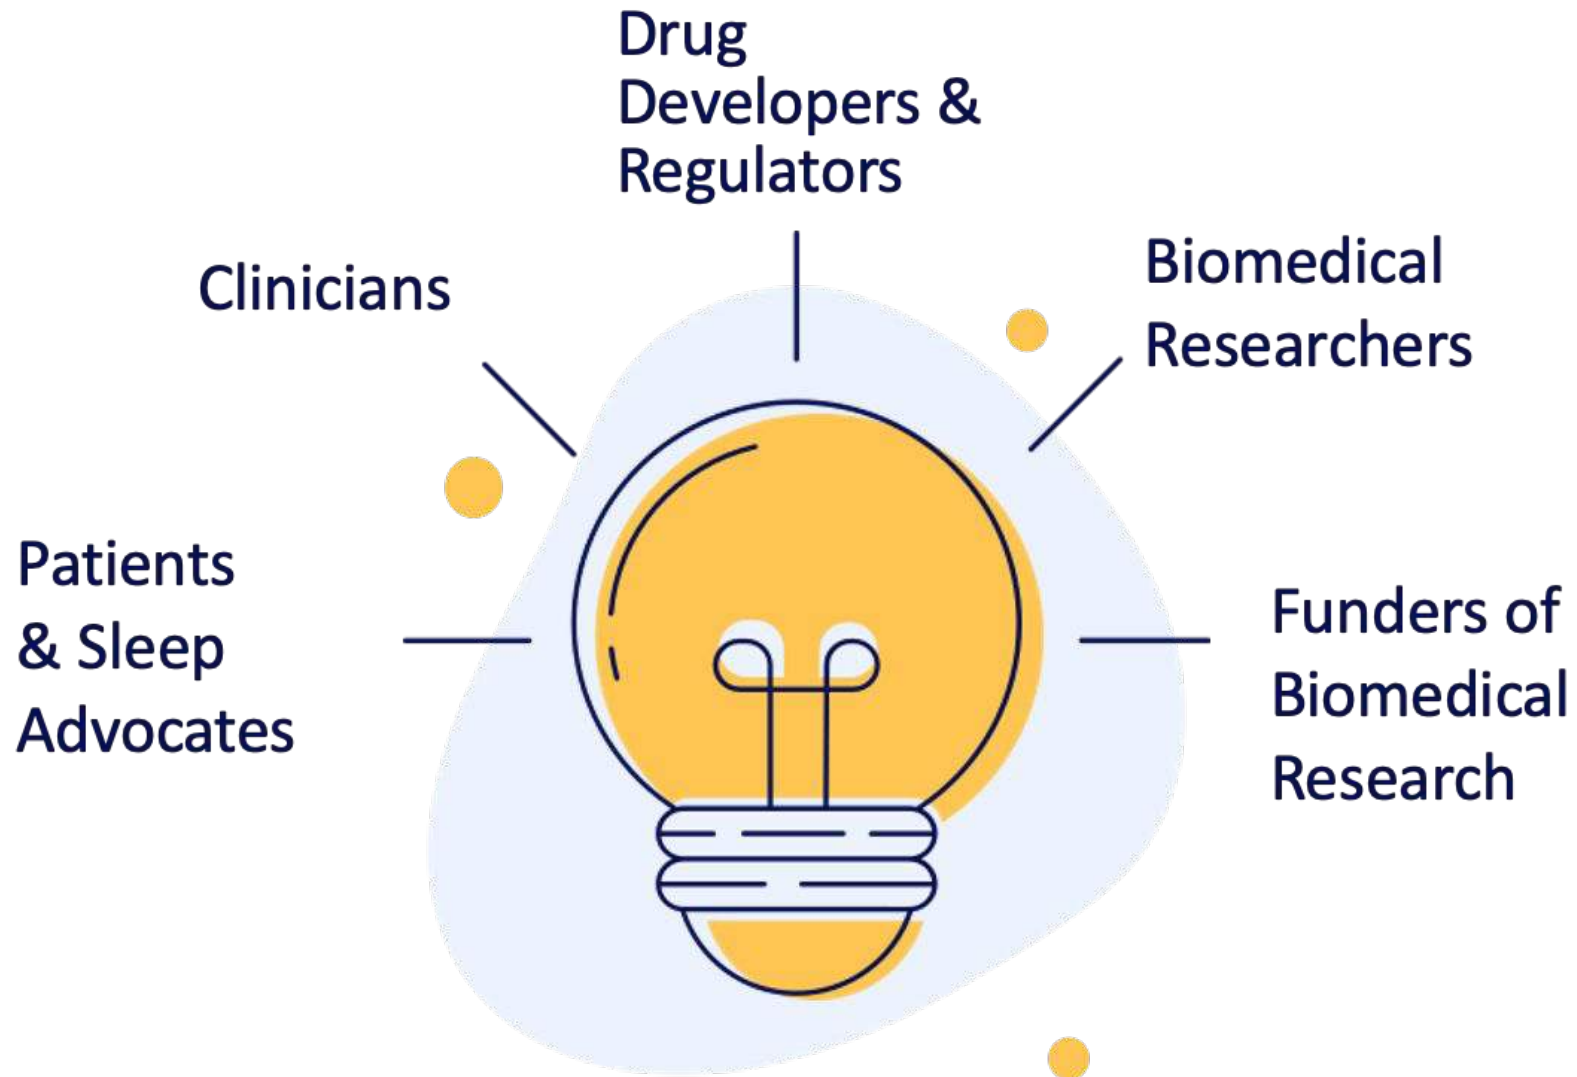 Drug
Developers &
Regulators
Clinicians
Biomedical
Researchers
Patients
& Sleep
Advocates
Funders of
Biomedical
Research